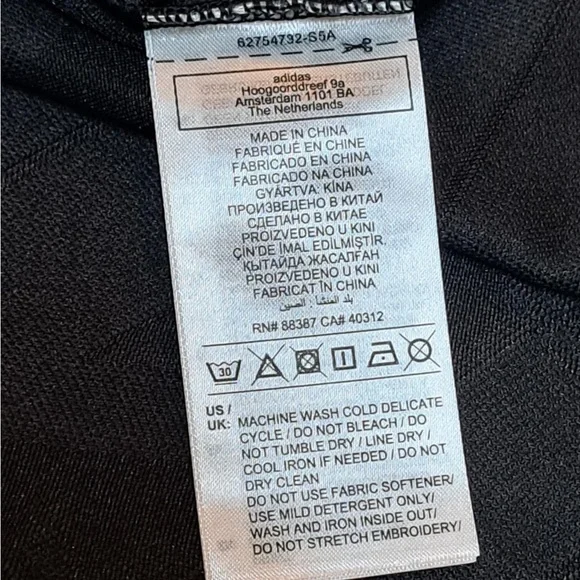 62754732-S5A
adidas
Hoogoorddreef 9a
Amsterdam 1101 BA
The Netherlands
MADE IN CHINA
FABRIQUÉ EN CHINE
FABRICADO EN CHINA
FABRICADO NA CHINA
GYÁRTVA: KÍNA
ПРОИЗВЕДЕНО В КИТАЙ
СДЕЛАНО В КИТАЕ
PROIZVEDENO U KINI
ÇİN'DE İMAL EDİLMİŞTİR.
ҚЫТАЙДА ЖАСАЛҒАН
PROIZVEDENO U KINI
FABRICAT ÎN CHINA
بلد المنشأ : الصين
RN# 88387 CA# 40312
30
US /
UK: MACHINE WASH COLD DELICATE
CYCLE / DO NOT BLEACH / DO
NOT TUMBLE DRY / LINE DRY /
COOL IRON IF NEEDED / DO NOT
DRY CLEAN
DO NOT USE FABRIC SOFTENER/
USE MILD DETERGENT ONLY/
WASH AND IRON INSIDE OUT/
DO NOT STRETCH EMBROIDERY/